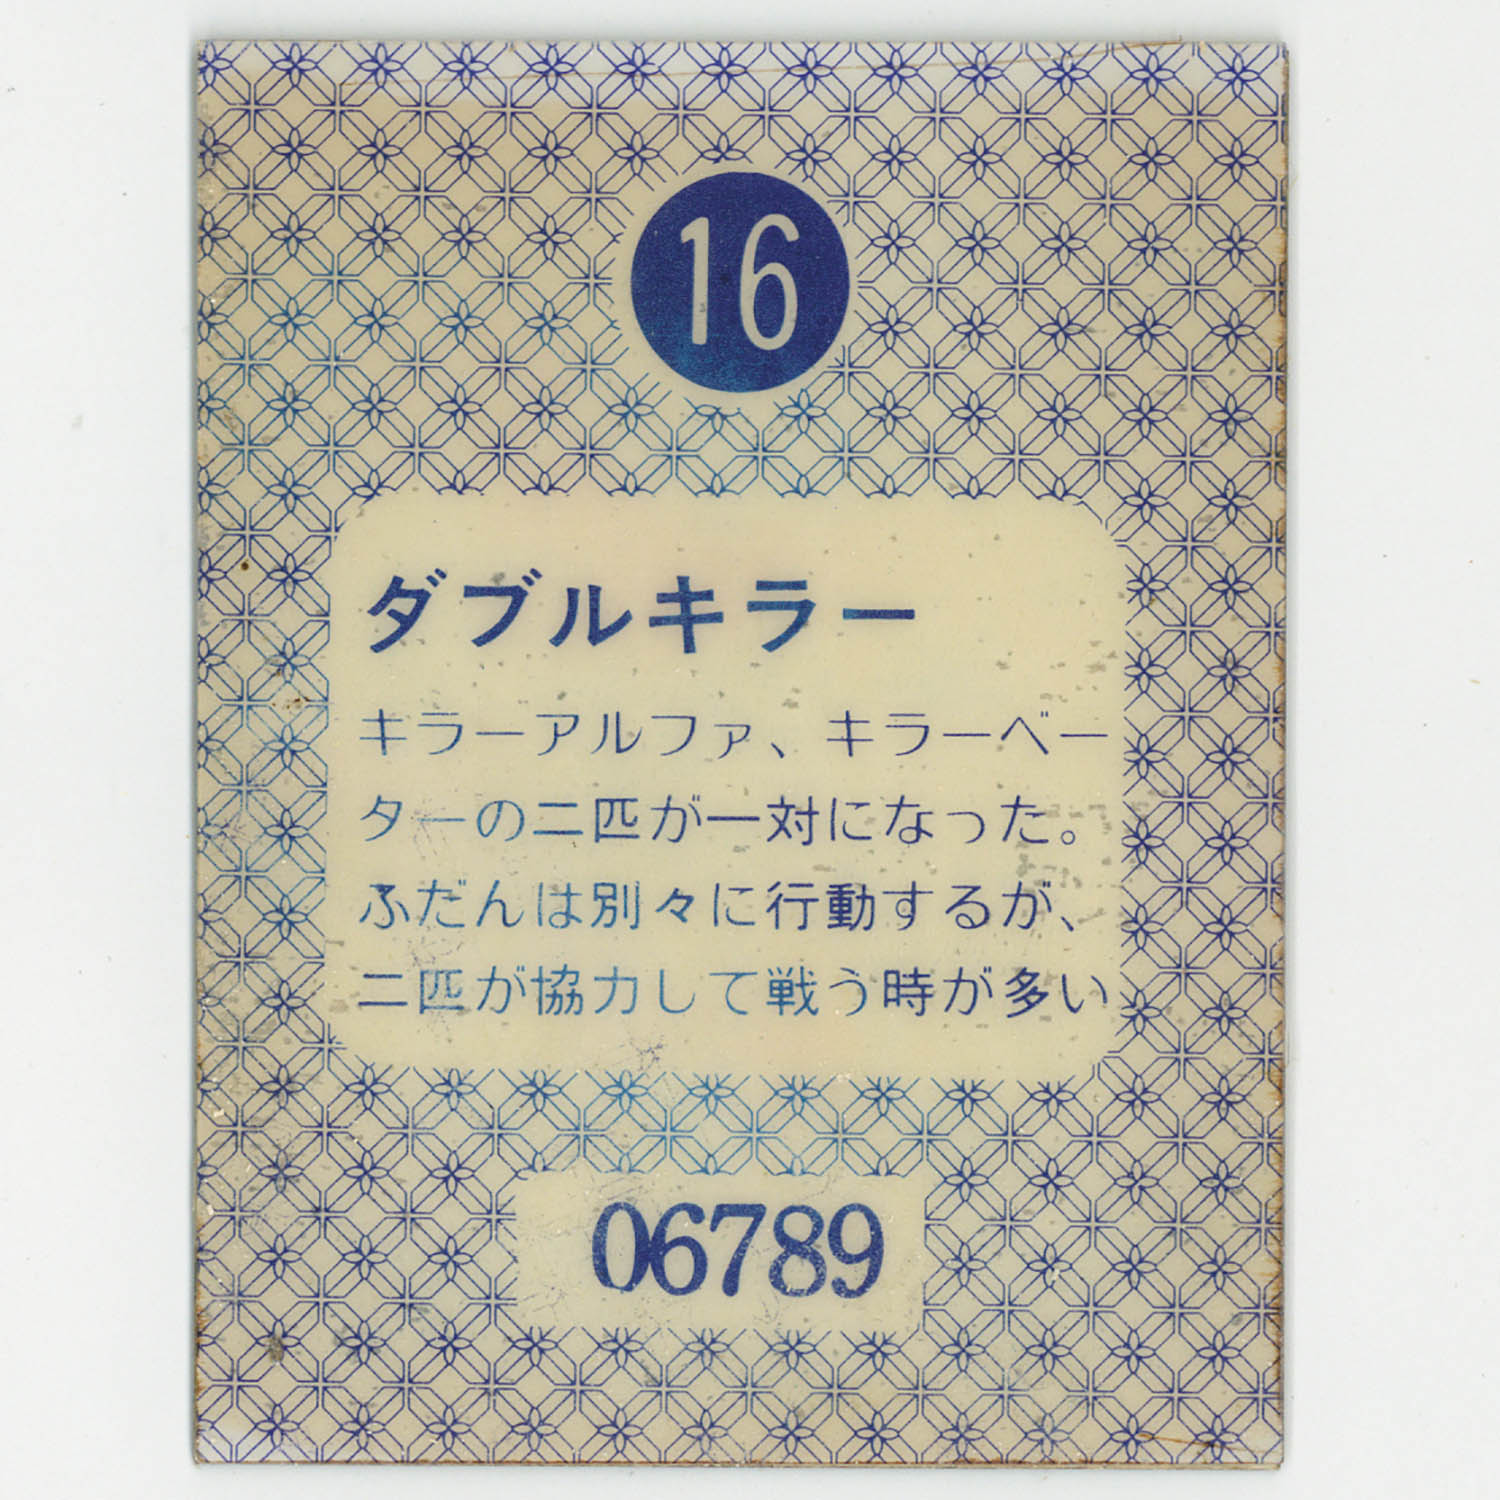 16
ダブルキラー
キラーアルファ、キラーベー
ターの二匹が一対になった。
ふだんは別々に行動するが、
二匹が協力して戦う時が多い
06789